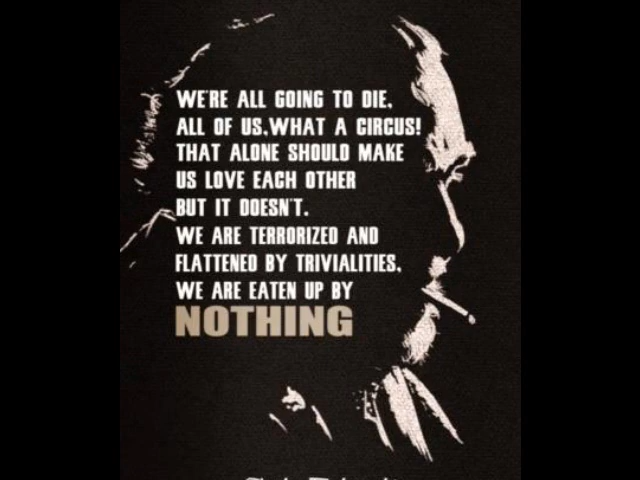 WE'RE ALL GOING TO DIE,
ALL OF US.WHAT A CIRCUS!
THAT ALONE SHOULD MAKE
US LOVE EACH OTHER
BUT IT DOESN'T.
WE ARE TERRORIZED AND
FLATTENED BY TRIVIALITIES,
WE ARE EATEN UP BY
NOTHING